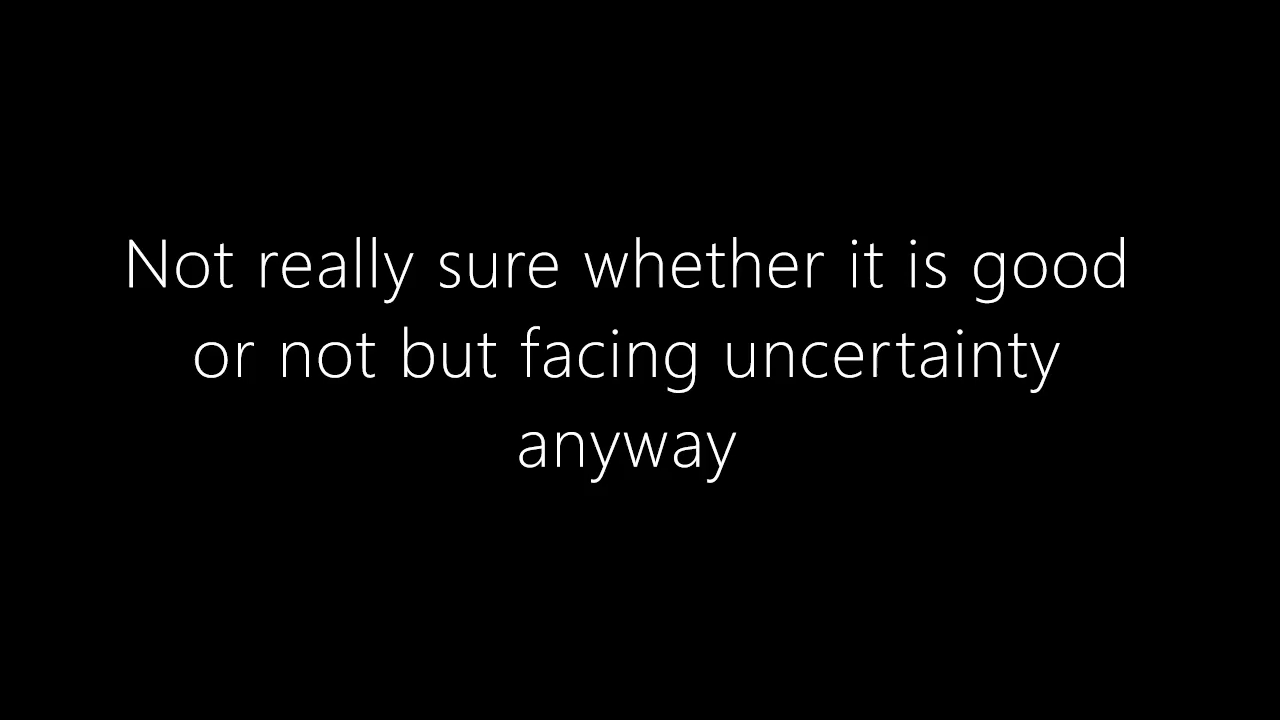 Not really sure whether it is good
or not but facing uncertainty
anyway